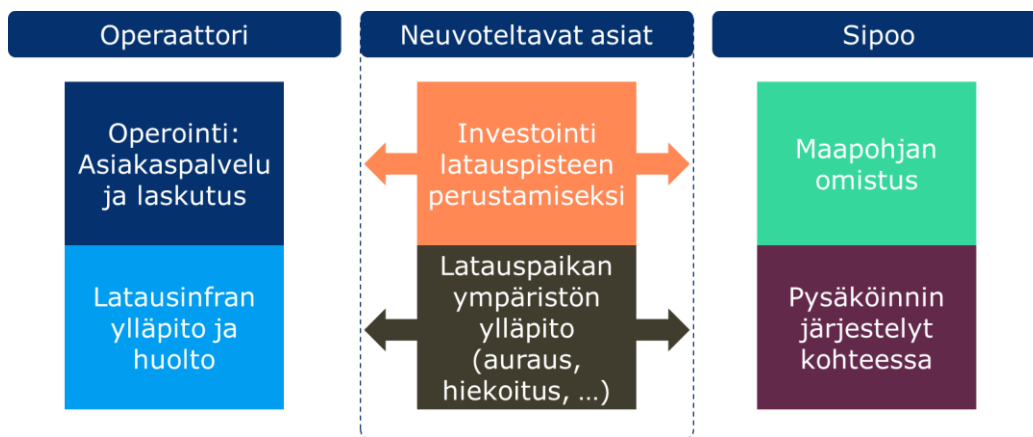 Operaattori
Neuvoteltavat asiat
Sipoo
Operointi:
Asiakaspalvelu
ja laskutus
Investointi
latauspisteen
perustamiseksi
Maapohjan
omistus
Latausinfran
ylläpito ja
huolto
Latauspaikan
ympäristön
ylläpito
(auraus,
hiekoitus, …)
Pysäköinnin
järjestelyt
kohteessa